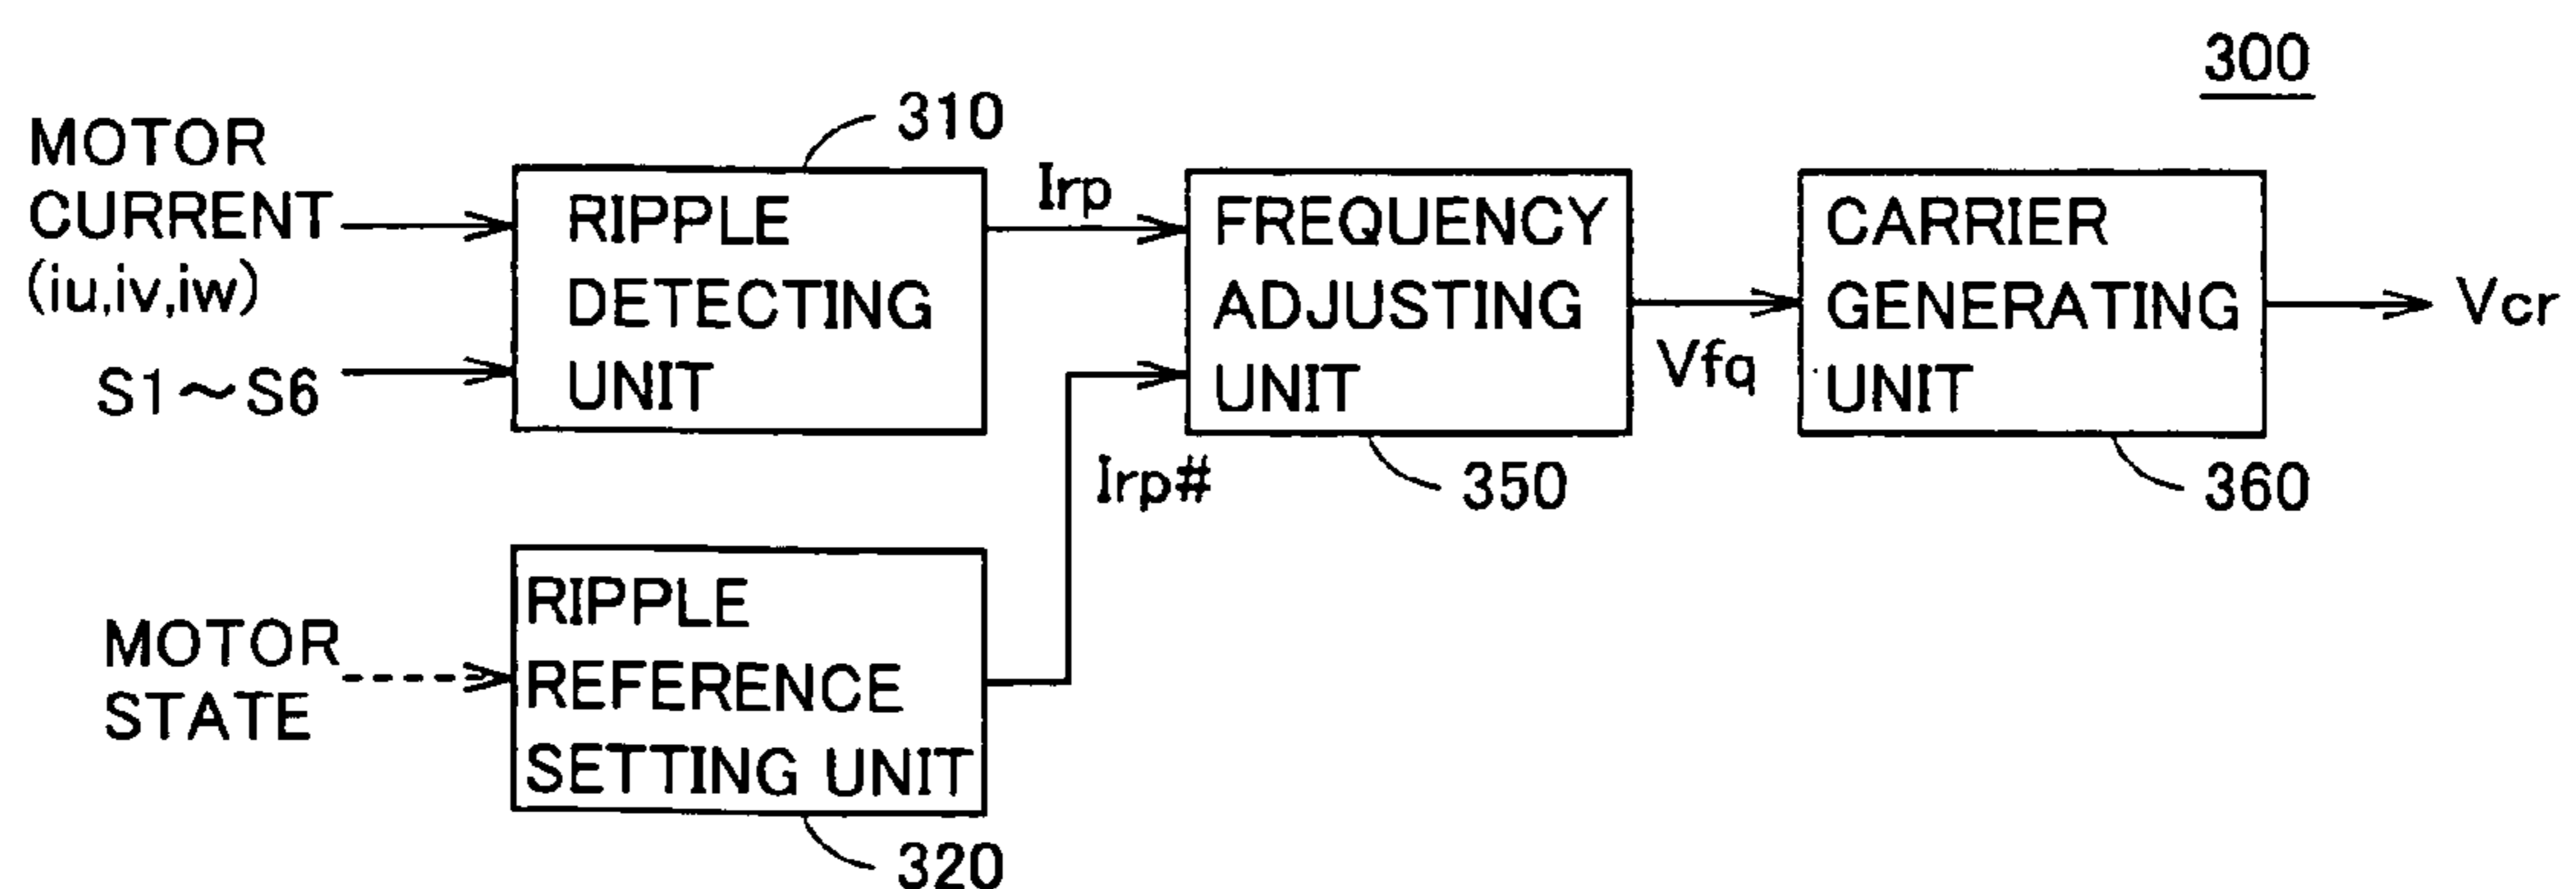 300
MOTOR
CURRENT
(iu,iv,iw)
S1～S6
310
RIPPLE
DETECTING
UNIT
Irp
FREQUENCY
ADJUSTING
UNIT
350
Vfq
CARRIER
GENERATING
UNIT
360
Vcr
Irp#
MOTOR
STATE
RIPPLE
REFERENCE
SETTING UNIT
320